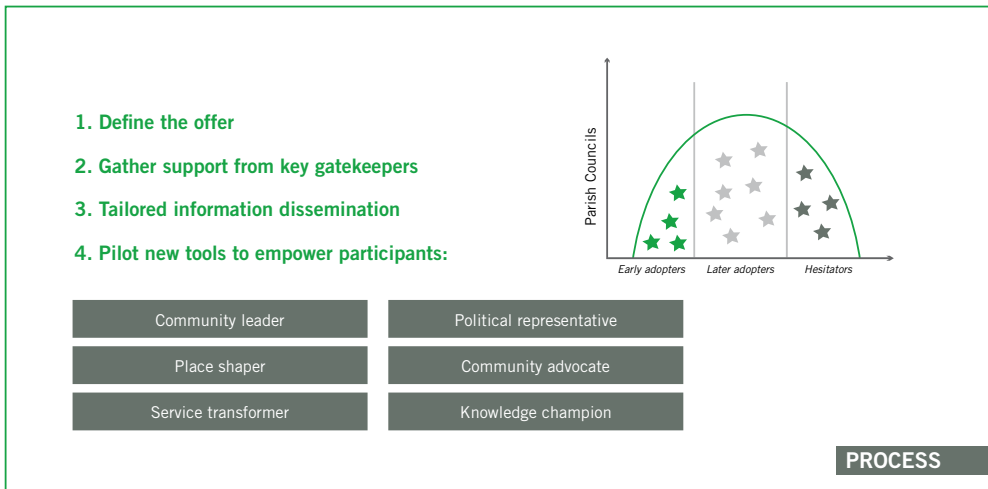 1. Define the offer
2. Gather support from key gatekeepers
3. Tailored information dissemination
4. Pilot new tools to empower participants:
Parish Councils
Early adopters
Later adopters
Hesitators
Community leader
Political representative
Place shaper
Community advocate
Service transformer
Knowledge champion
PROCESS